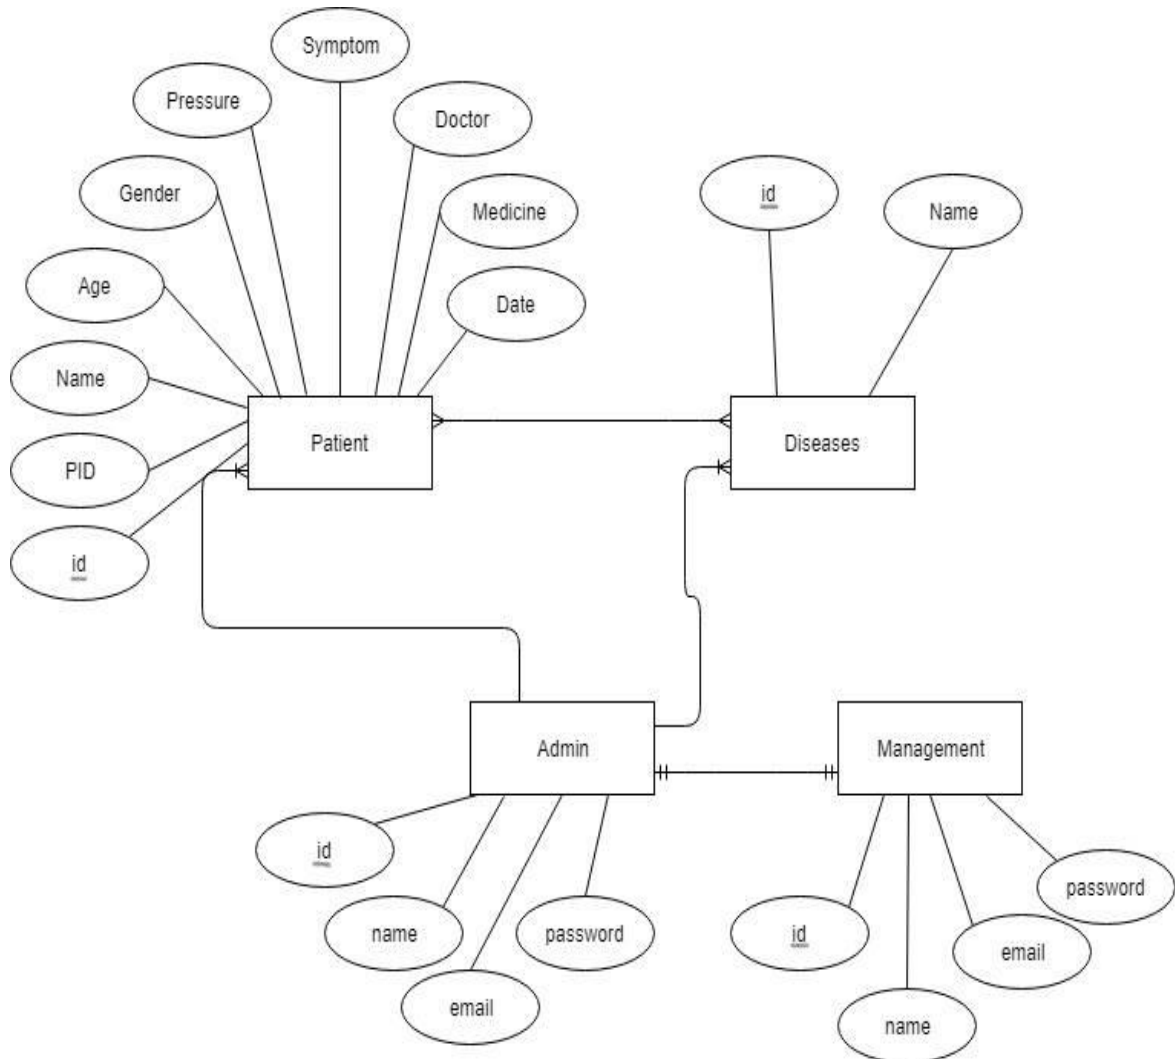 Symptom
Pressure
Doctor
Gender
Medicine
id
Name
Age
Date
Name
Patient
Diseases
PID
id
Admin
Management
id
name
password
email
id
name
email
password